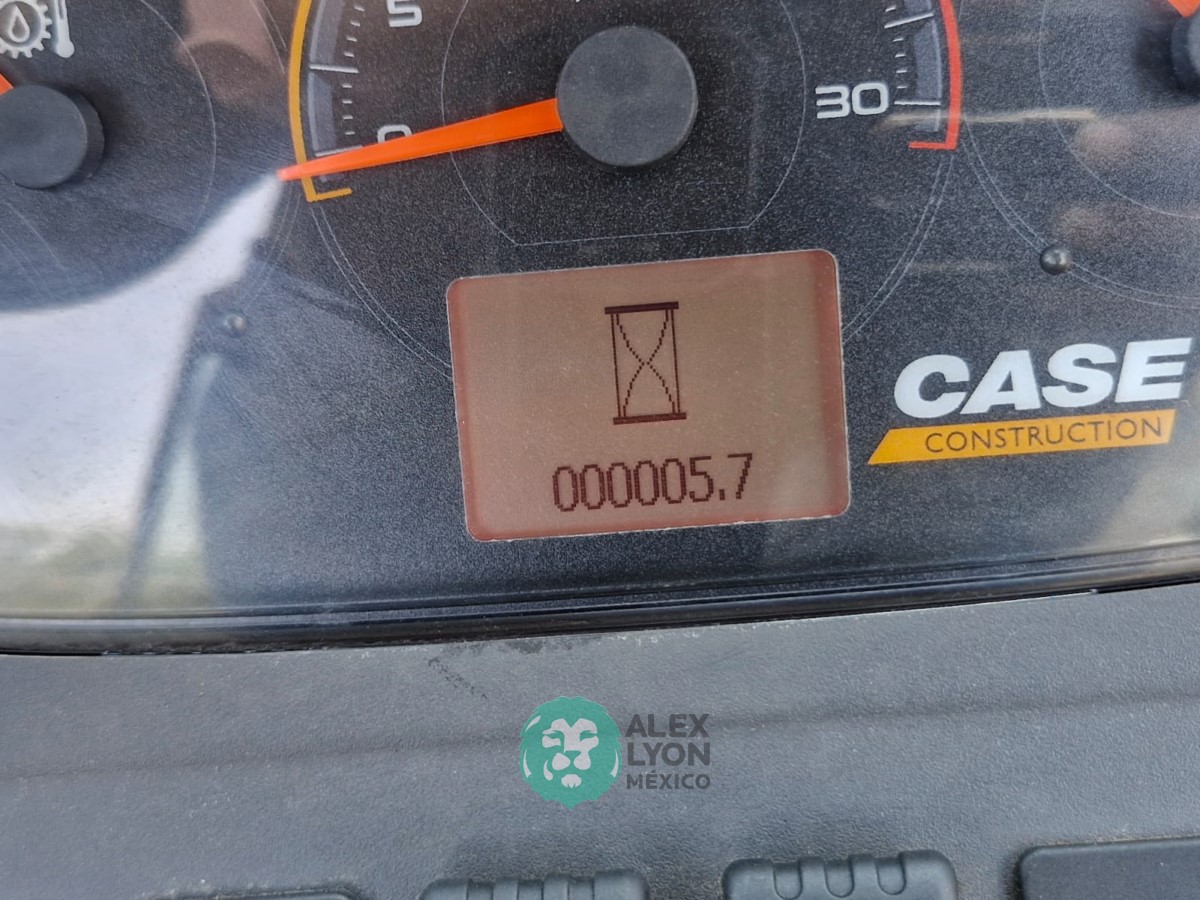 5
0
30
000005.7
CASE
CONSTRUCTION
ALEX
LYON
MÉXICO